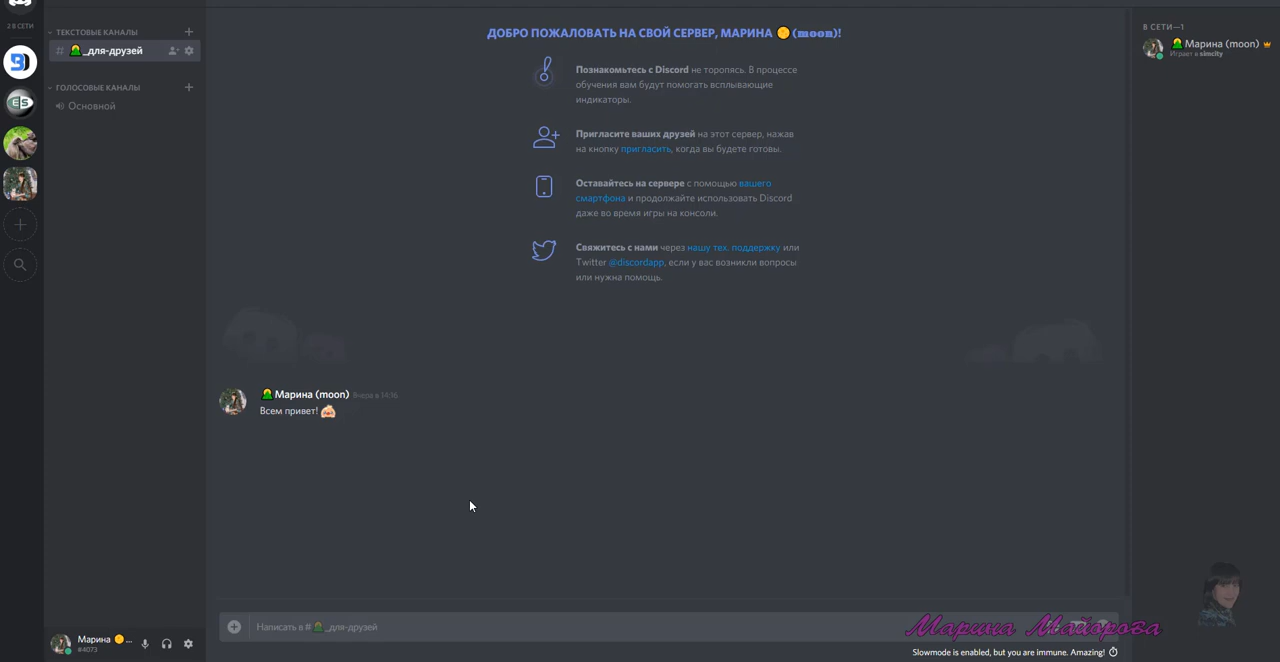 2 В СЕТИ
ТЕКСТОВЫЕ КАНАЛЫ
# _для-друзей
ГОЛОСОВЫЕ КАНАЛЫ
Основной
ES
Марина ...
#4073
ДОБРО ПОЖАЛОВАТЬ НА СВОЙ СЕРВЕР, МАРИНА (moon)!
Познакомьтесь с Discord не торопясь. В процессе
обучения вам будут помогать всплывающие
индикаторы.
Пригласите ваших друзей на этот сервер, нажав
на кнопку пригласить, когда вы будете готовы.
Оставайтесь на сервере с помощью вашего
смартфона и продолжайте использовать Discord
даже во время игры на консоли.
Свяжитесь с нами через нашу тех. поддержку или
Twitter @discordapp, если у вас возникли вопросы
или нужна помощь.
Марина (moon) Вчера в 14:16
Всем привет!
Написать в # _для-друзей
Марина Майорова
Slowmode is enabled, but you are immune. Amazing!
В СЕТИ—1
Марина (moon)
Играет в simcity